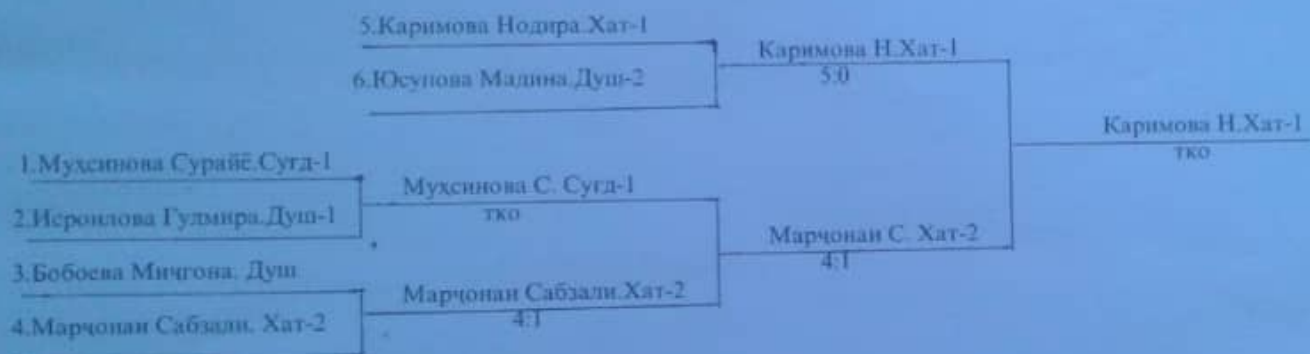 5.Каримова Нодира.Хат-1
6.Юсупова Мадина.Душ-2
Каримова Н.Хат-1
5:0
Каримова Н.Хат-1
тко
1.Мухсинова Сурайё.Сугд-1
2.Исроилова Гулмира.Душ-1
Мухсинова С. Сугд-1
тко
3.Бобоева Мичгона. Душ
4.Марчонаи Сабзали. Хат-2
Марчонаи Сабзали.Хат-2
4:1
Марчонаи С. Хат-2
4:1